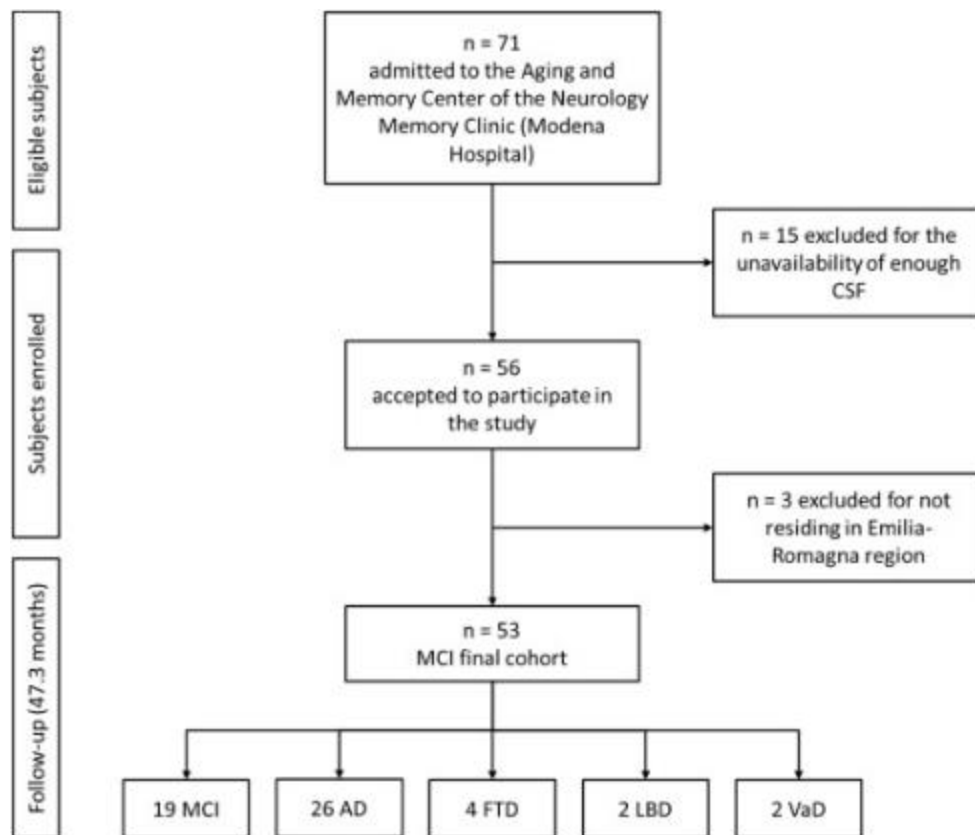 Eligible subjects
n = 71
admitted to the Aging and
Memory Center of the Neurology
Memory Clinic (Modena
Hospital)
n = 15 excluded for the
unavailability of enough
CSF
Subjects enrolled
n = 56
accepted to participate in
the study
n = 3 excluded for not
residing in Emilia-
Romagna region
Follow-up (47.3 months)
n = 53
MCI final cohort
19 MCI
26 AD
4 FTD
2 LBD
2 VaD